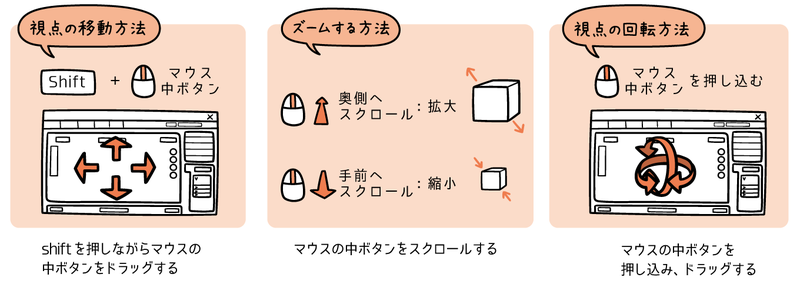 視点の移動方法
Shift + マウス
中ボタン
shiftを押しながらマウスの
中ボタンをドラッグする
ズームする方法
奥側へ
スクロール：拡大
手前へ
スクロール：縮小
マウスの中ボタンをスクロールする
視点の回転方法
マウス
中ボタン を押し込む
マウスの中ボタンを
押し込み、ドラッグする